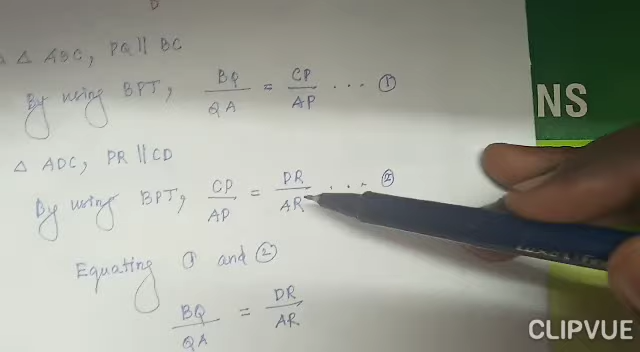 △ ABC, PQ || BC
By using BPT, BQ/QA = CP/AP ... ①
NS
△ ADC, PR || CD
By using BPT, CP/AP = DR/AR ... ②
Equating ① and ②
BQ/QA = DR/AR
CLIPVUE